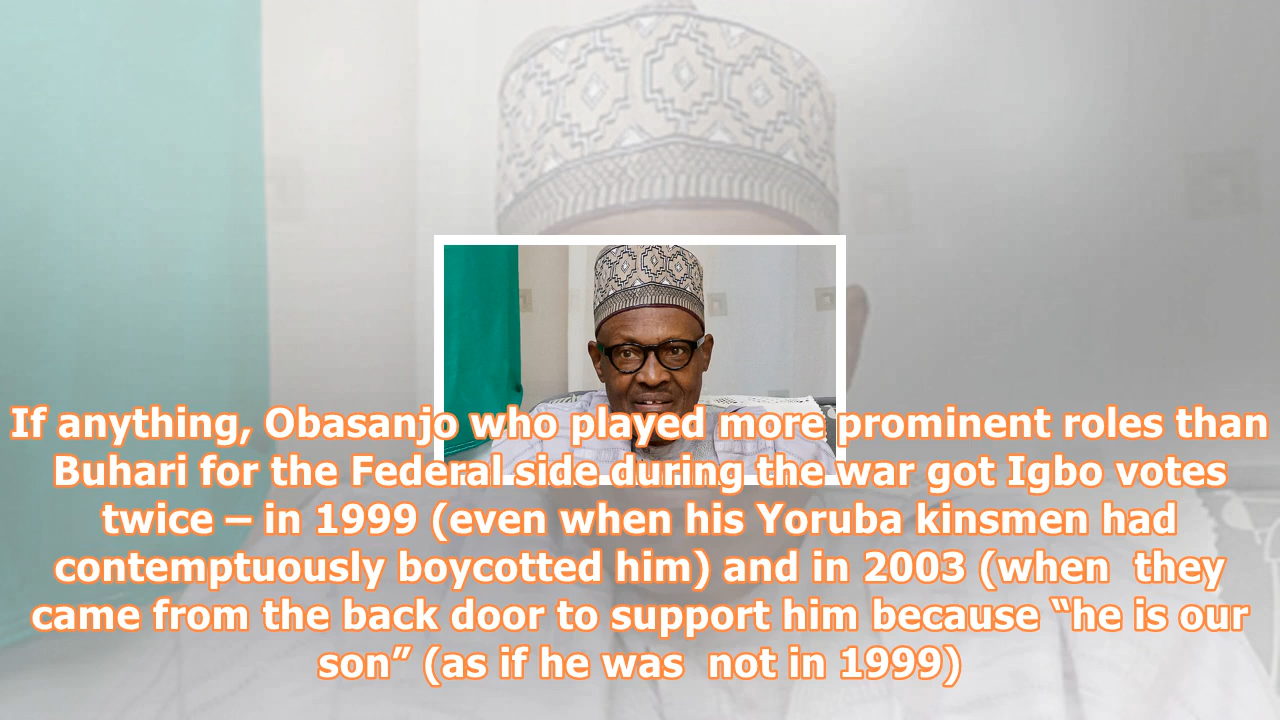 If anything, Obasanjo who played more prominent roles than
Buhari for the Federal side during the war got Igbo votes
twice – in 1999 (even when his Yoruba kinsmen had
contemptuously boycotted him) and in 2003 (when  they
came from the back door to support him because “he is our
son” (as if he was  not in 1999)